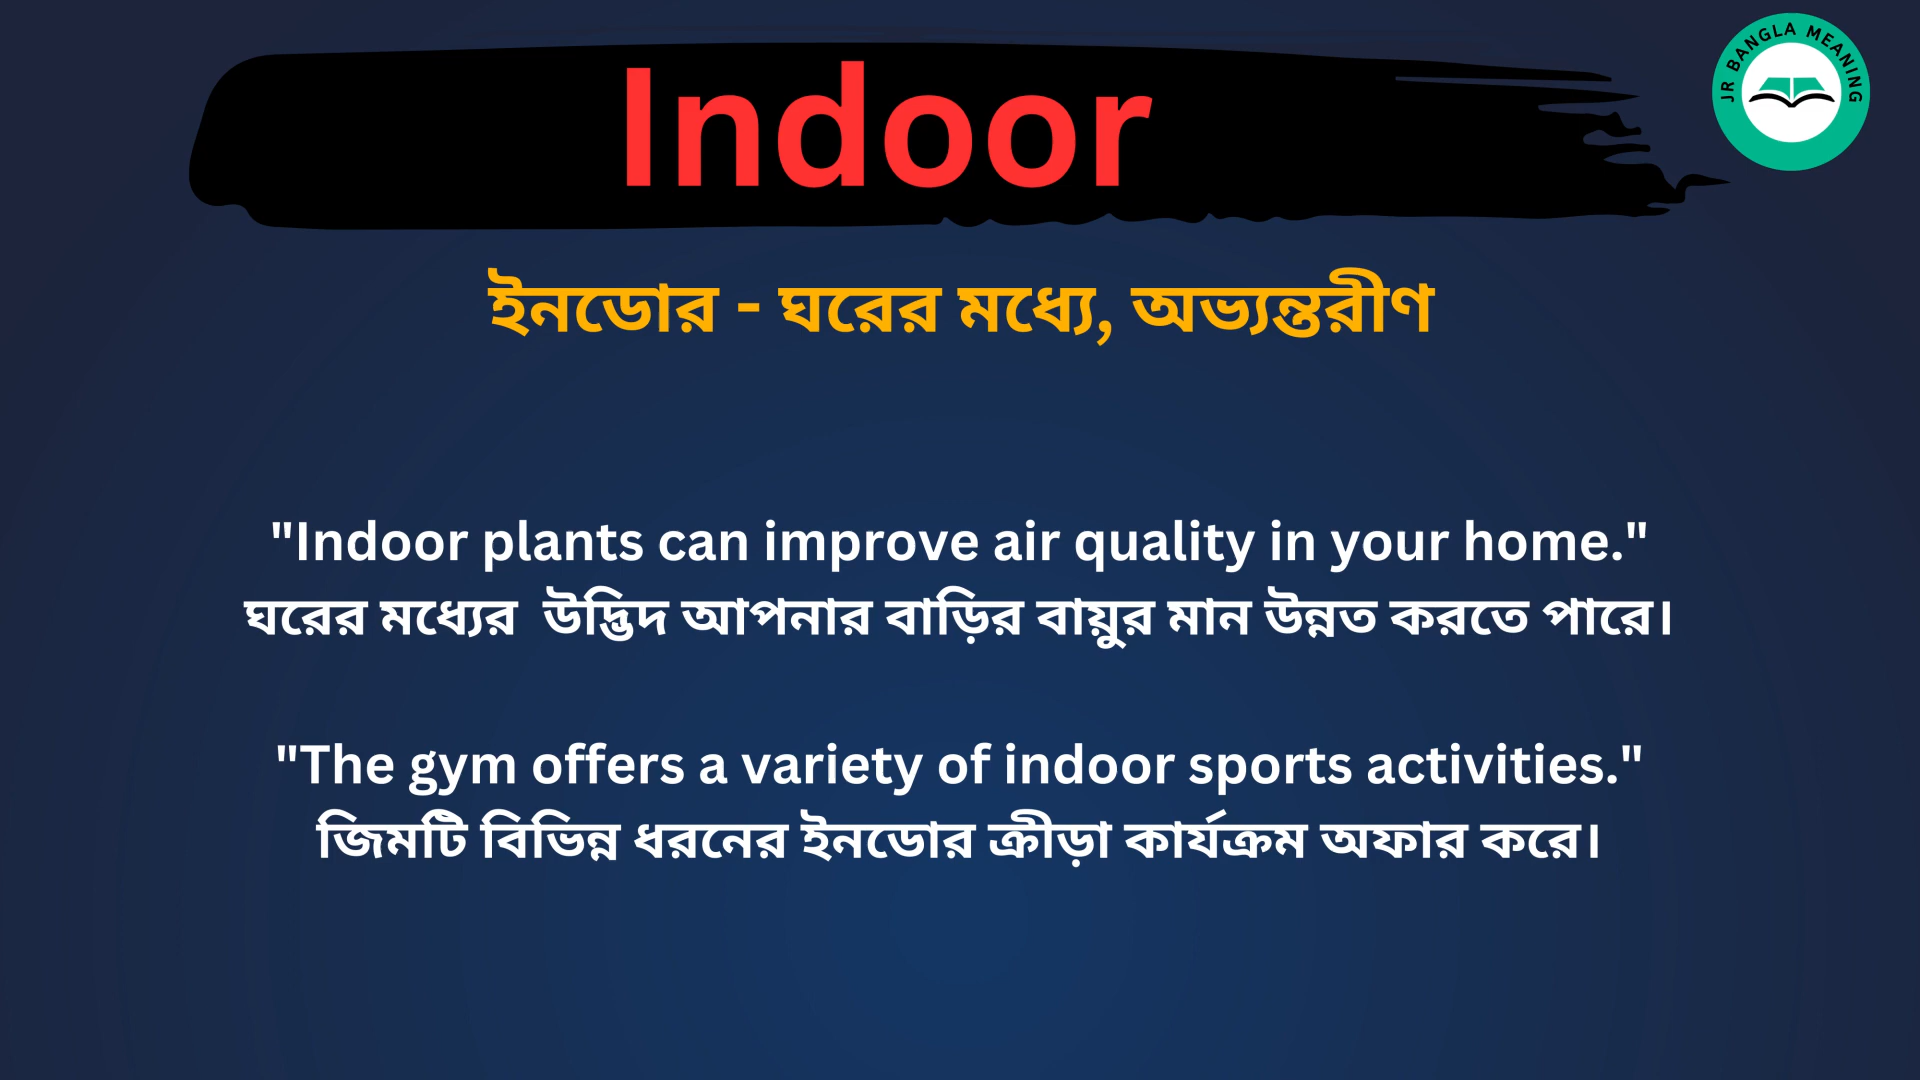 JR BANGLA MEANING
Indoor
ইনডোর - ঘরের মধ্যে, অভ্যন্তরীণ
"Indoor plants can improve air quality in your home."
ঘরের মধ্যের উদ্ভিদ আপনার বাড়ির বায়ুর মান উন্নত করতে পারে।
"The gym offers a variety of indoor sports activities."
জিমটি বিভিন্ন ধরনের ইনডোর ক্রীড়া কার্যক্রম অফার করে।